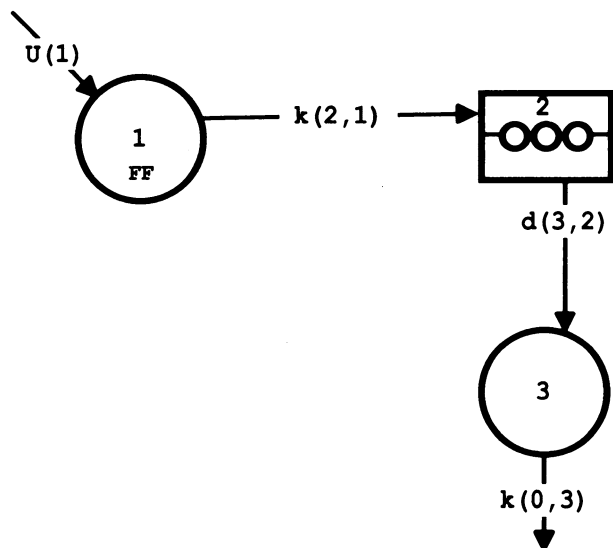 U(1)
k(2,1)
2
1
FF
d(3,2)
3
k(0,3)